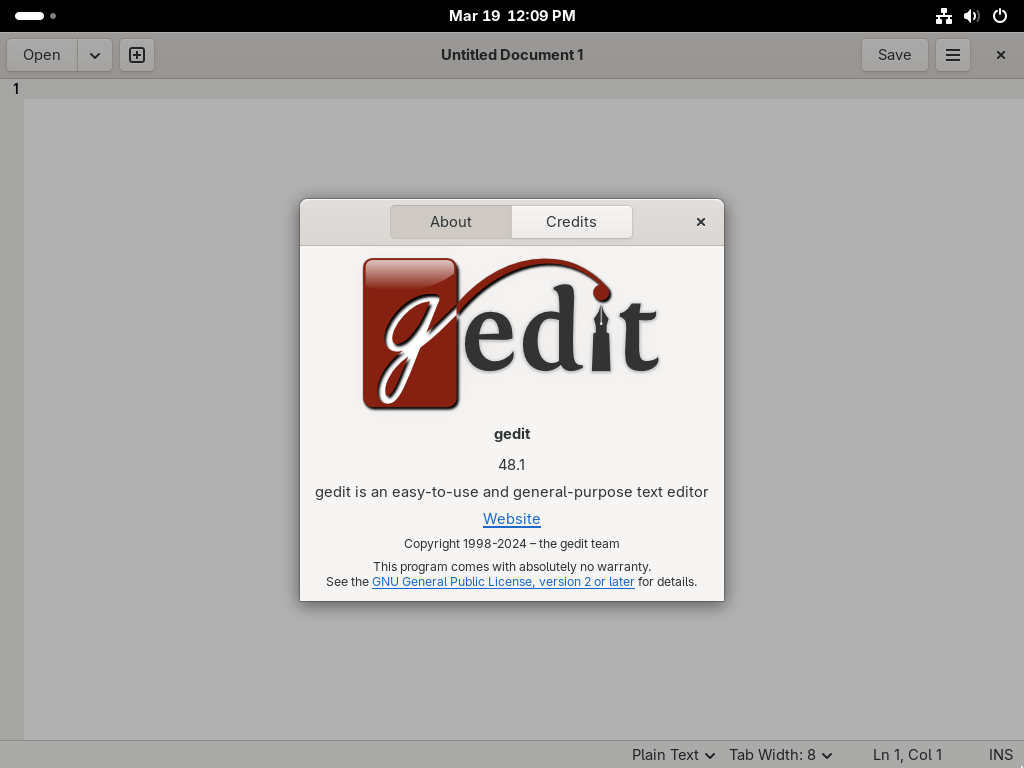 Mar 19 12:09 PM
Open
Untitled Document 1
Save
1
About
Credits
gedit
gedit
48.1
gedit is an easy-to-use and general-purpose text editor
Website
Copyright 1998-2024 – the gedit team
This program comes with absolutely no warranty.
See the GNU General Public License, version 2 or later for details.
Plain Text
Tab Width: 8
Ln 1, Col 1
INS